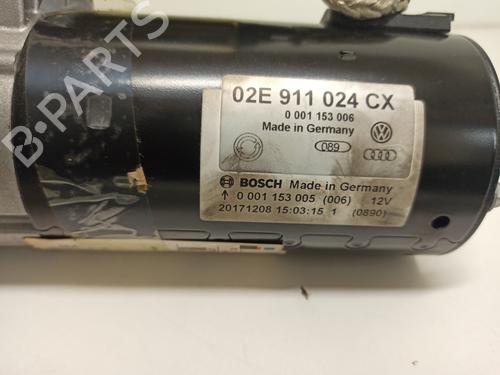 02E 911 024 CX
0 001 153 006
Made in Germany
089
BOSCH Made in Germany
0 001 153 005 (006) 12V
20171208 15:03:15 1 (0890)
B-PARTS